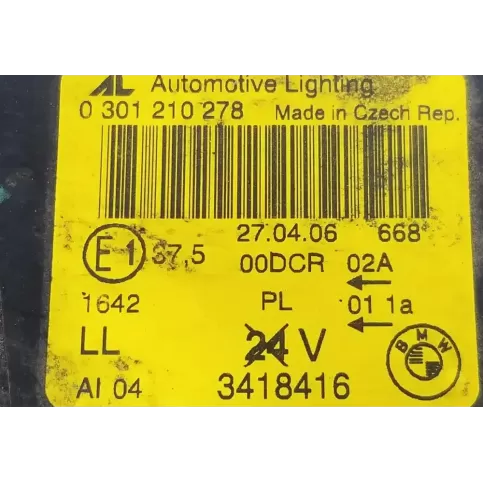 AL Automotive Lighting
0 301 210 278 Made in Czech Rep.
27.04.06 668
E1 37,5 00DCR 02A
1642 PL 01 1a
LL 24 V
BMW
AI 04 3418416